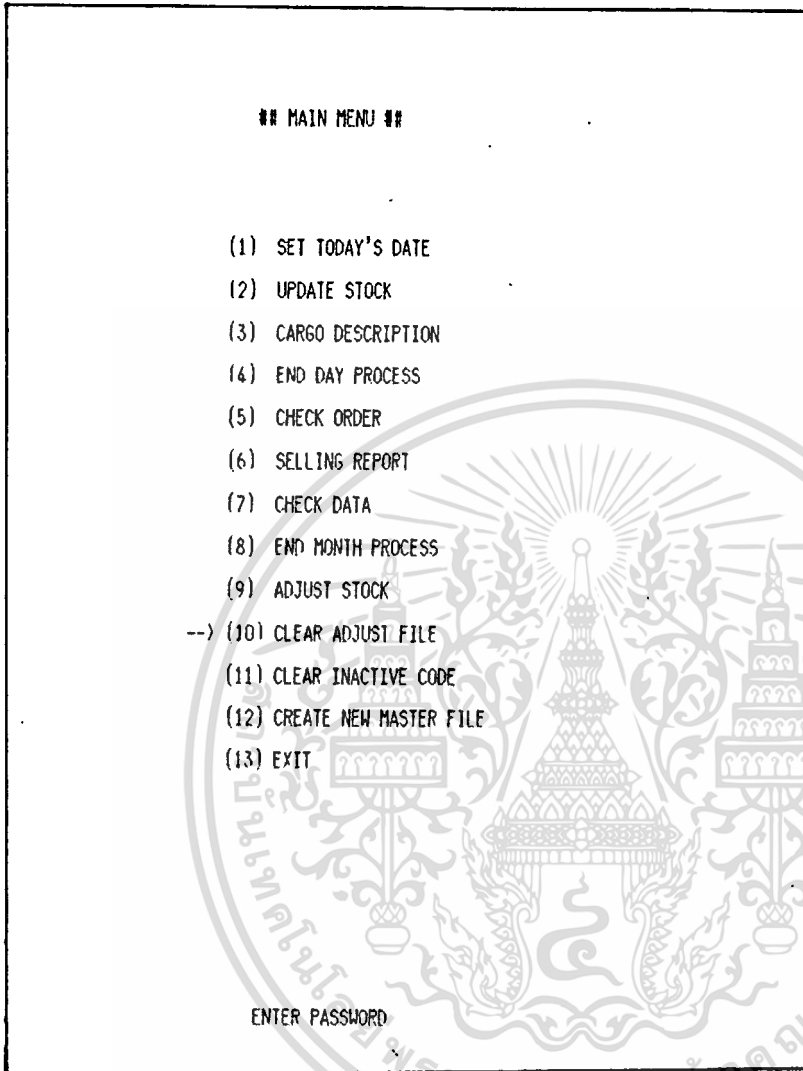 ## MAIN MENU ##
(1) SET TODAY'S DATE
(2) UPDATE STOCK
(3) CARGO DESCRIPTION
(4) END DAY PROCESS
(5) CHECK ORDER
(6) SELLING REPORT
(7) CHECK DATA
(8) END MONTH PROCESS
(9) ADJUST STOCK
--> (10) CLEAR ADJUST FILE
(11) CLEAR INACTIVE CODE
(12) CREATE NEW MASTER FILE
(13) EXIT
ENTER PASSWORD